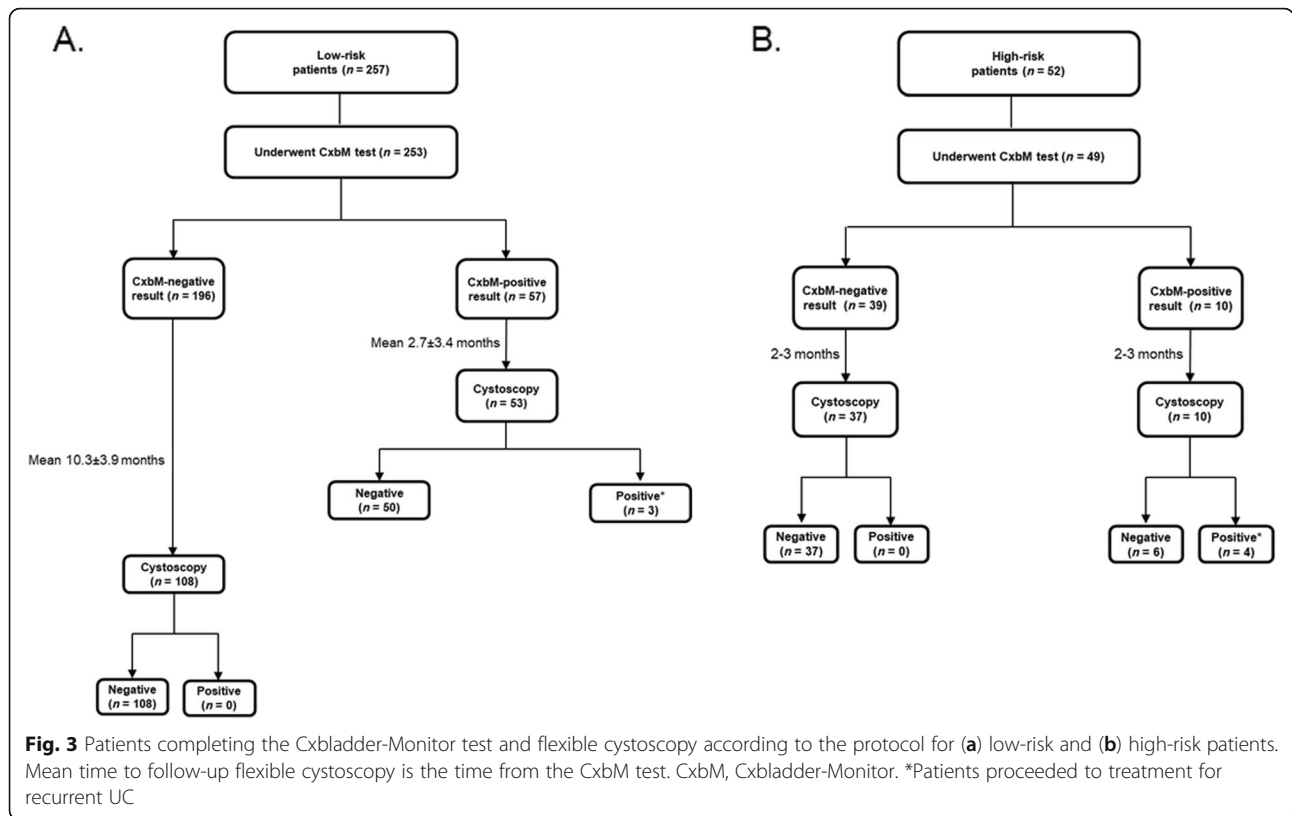 A.
Low-risk
patients (n = 257)
Underwent CxbM test (n = 253)
CxbM-negative
result (n = 196)
CxbM-positive
result (n = 57)
Mean 2.7±3.4 months
Cystoscopy
(n = 53)
Mean 10.3±3.9 months
Negative
(n = 50)
Positive*
(n = 3)
Cystoscopy
(n = 108)
Negative
(n = 108)
Positive
(n = 0)
B.
High-risk
patients (n = 52)
Underwent CxbM test (n = 49)
CxbM-negative
result (n = 39)
CxbM-positive
result (n = 10)
2-3 months
2-3 months
Cystoscopy
(n = 37)
Cystoscopy
(n = 10)
Negative
(n = 37)
Positive
(n = 0)
Negative
(n = 6)
Positive*
(n = 4)
Fig. 3 Patients completing the Cxbladder-Monitor test and flexible cystoscopy according to the protocol for (a) low-risk and (b) high-risk patients.
Mean time to follow-up flexible cystoscopy is the time from the CxbM test. CxbM, Cxbladder-Monitor. *Patients proceeded to treatment for
recurrent UC